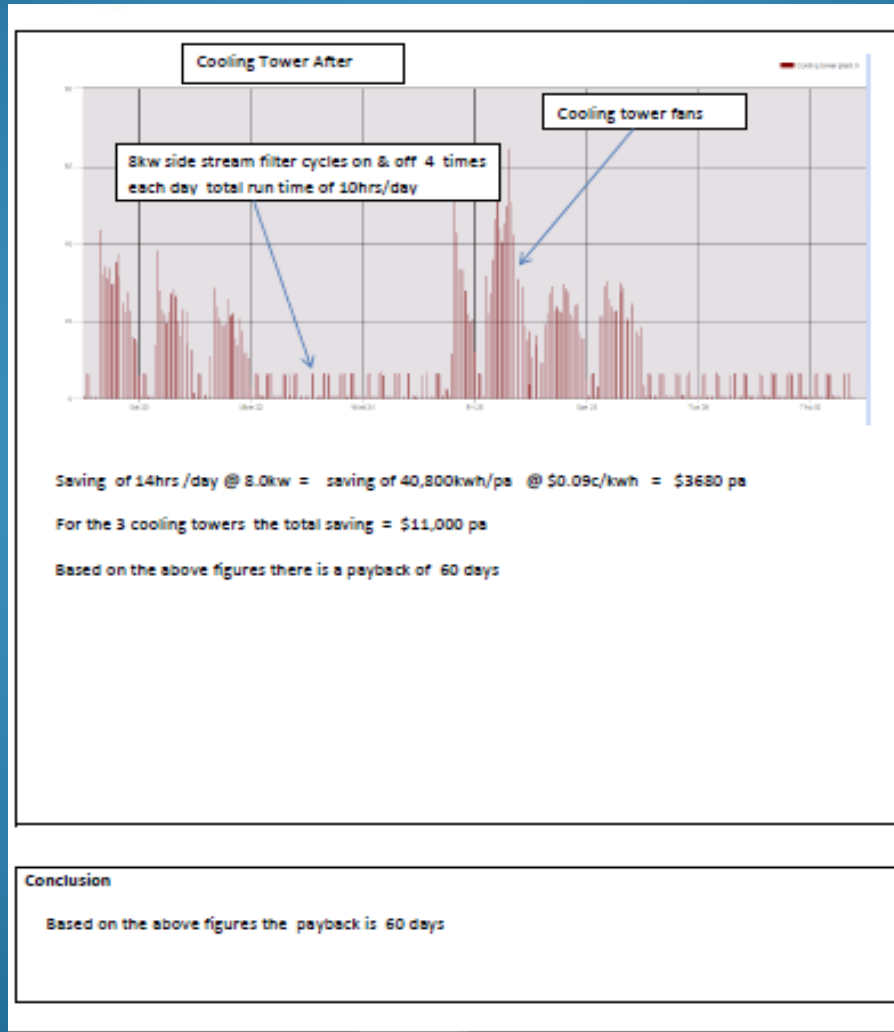 Cooling Tower After
Cooling tower fans
8kw side stream filter cycles on & off 4 times
each day total run time of 10hrs/day
Saving of 14hrs /day @ 8.0kw = saving of 40,800kwh/pa @ $0.09c/kwh = $3680 pa
For the 3 cooling towers the total saving = $11,000 pa
Based on the above figures there is a payback of 60 days
Conclusion
Based on the above figures the payback is 60 days